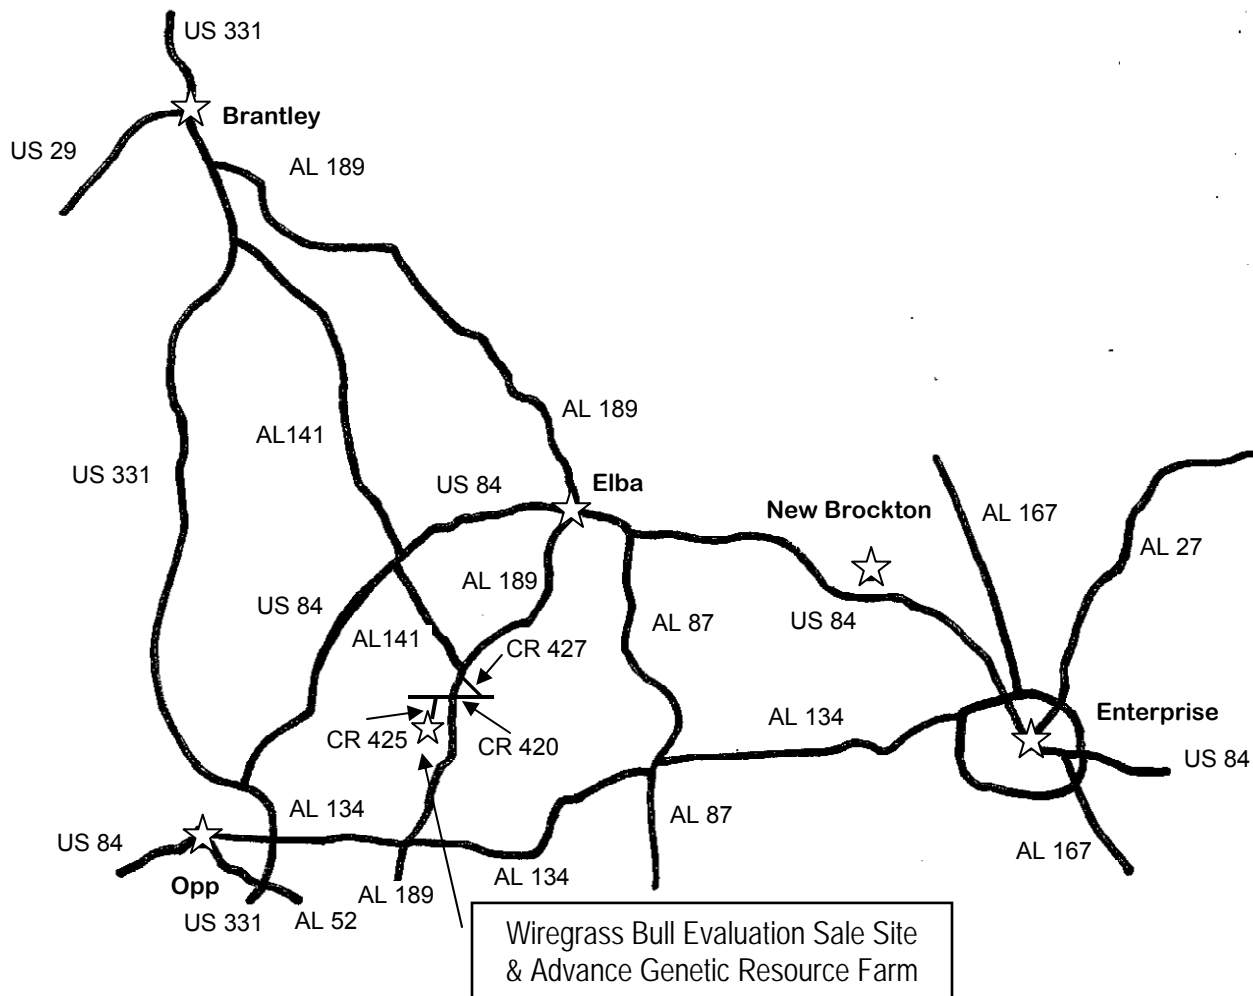 US 331
Brantley
US 29
AL 189
AL 189
AL141
US 331
US 84
Elba
New Brockton
AL 167
AL 27
AL 189
US 84
AL141
AL 87
US 84
CR 427
CR 425
CR 420
AL 134
Enterprise
US 84
AL 134
AL 87
US 84
AL 167
Opp
AL 189
AL 134
US 331
AL 52
Wiregrass Bull Evaluation Sale Site
& Advance Genetic Resource Farm